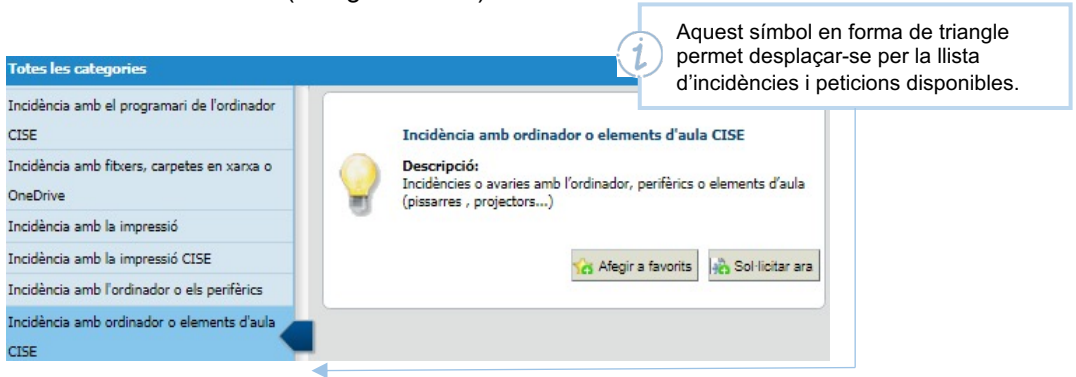 Aquest símbol en forma de triangle
permet desplaçar-se per la llista
d'incidències i peticions disponibles.
Totes les categories
Incidència amb el programari de l'ordinador
CISE
Incidència amb fitxers, carpetes en xarxa o
OneDrive
Incidència amb la impressió
Incidència amb la impressió CISE
Incidència amb l'ordinador o els perifèrics
Incidència amb ordinador o elements d'aula
CISE
Incidència amb ordinador o elements d'aula CISE
Descripció:
Incidències o avaries amb l'ordinador, perifèrics o elements d'aula
(pissarres , projectors...)
Afegir a favorits
Sol·licitar ara